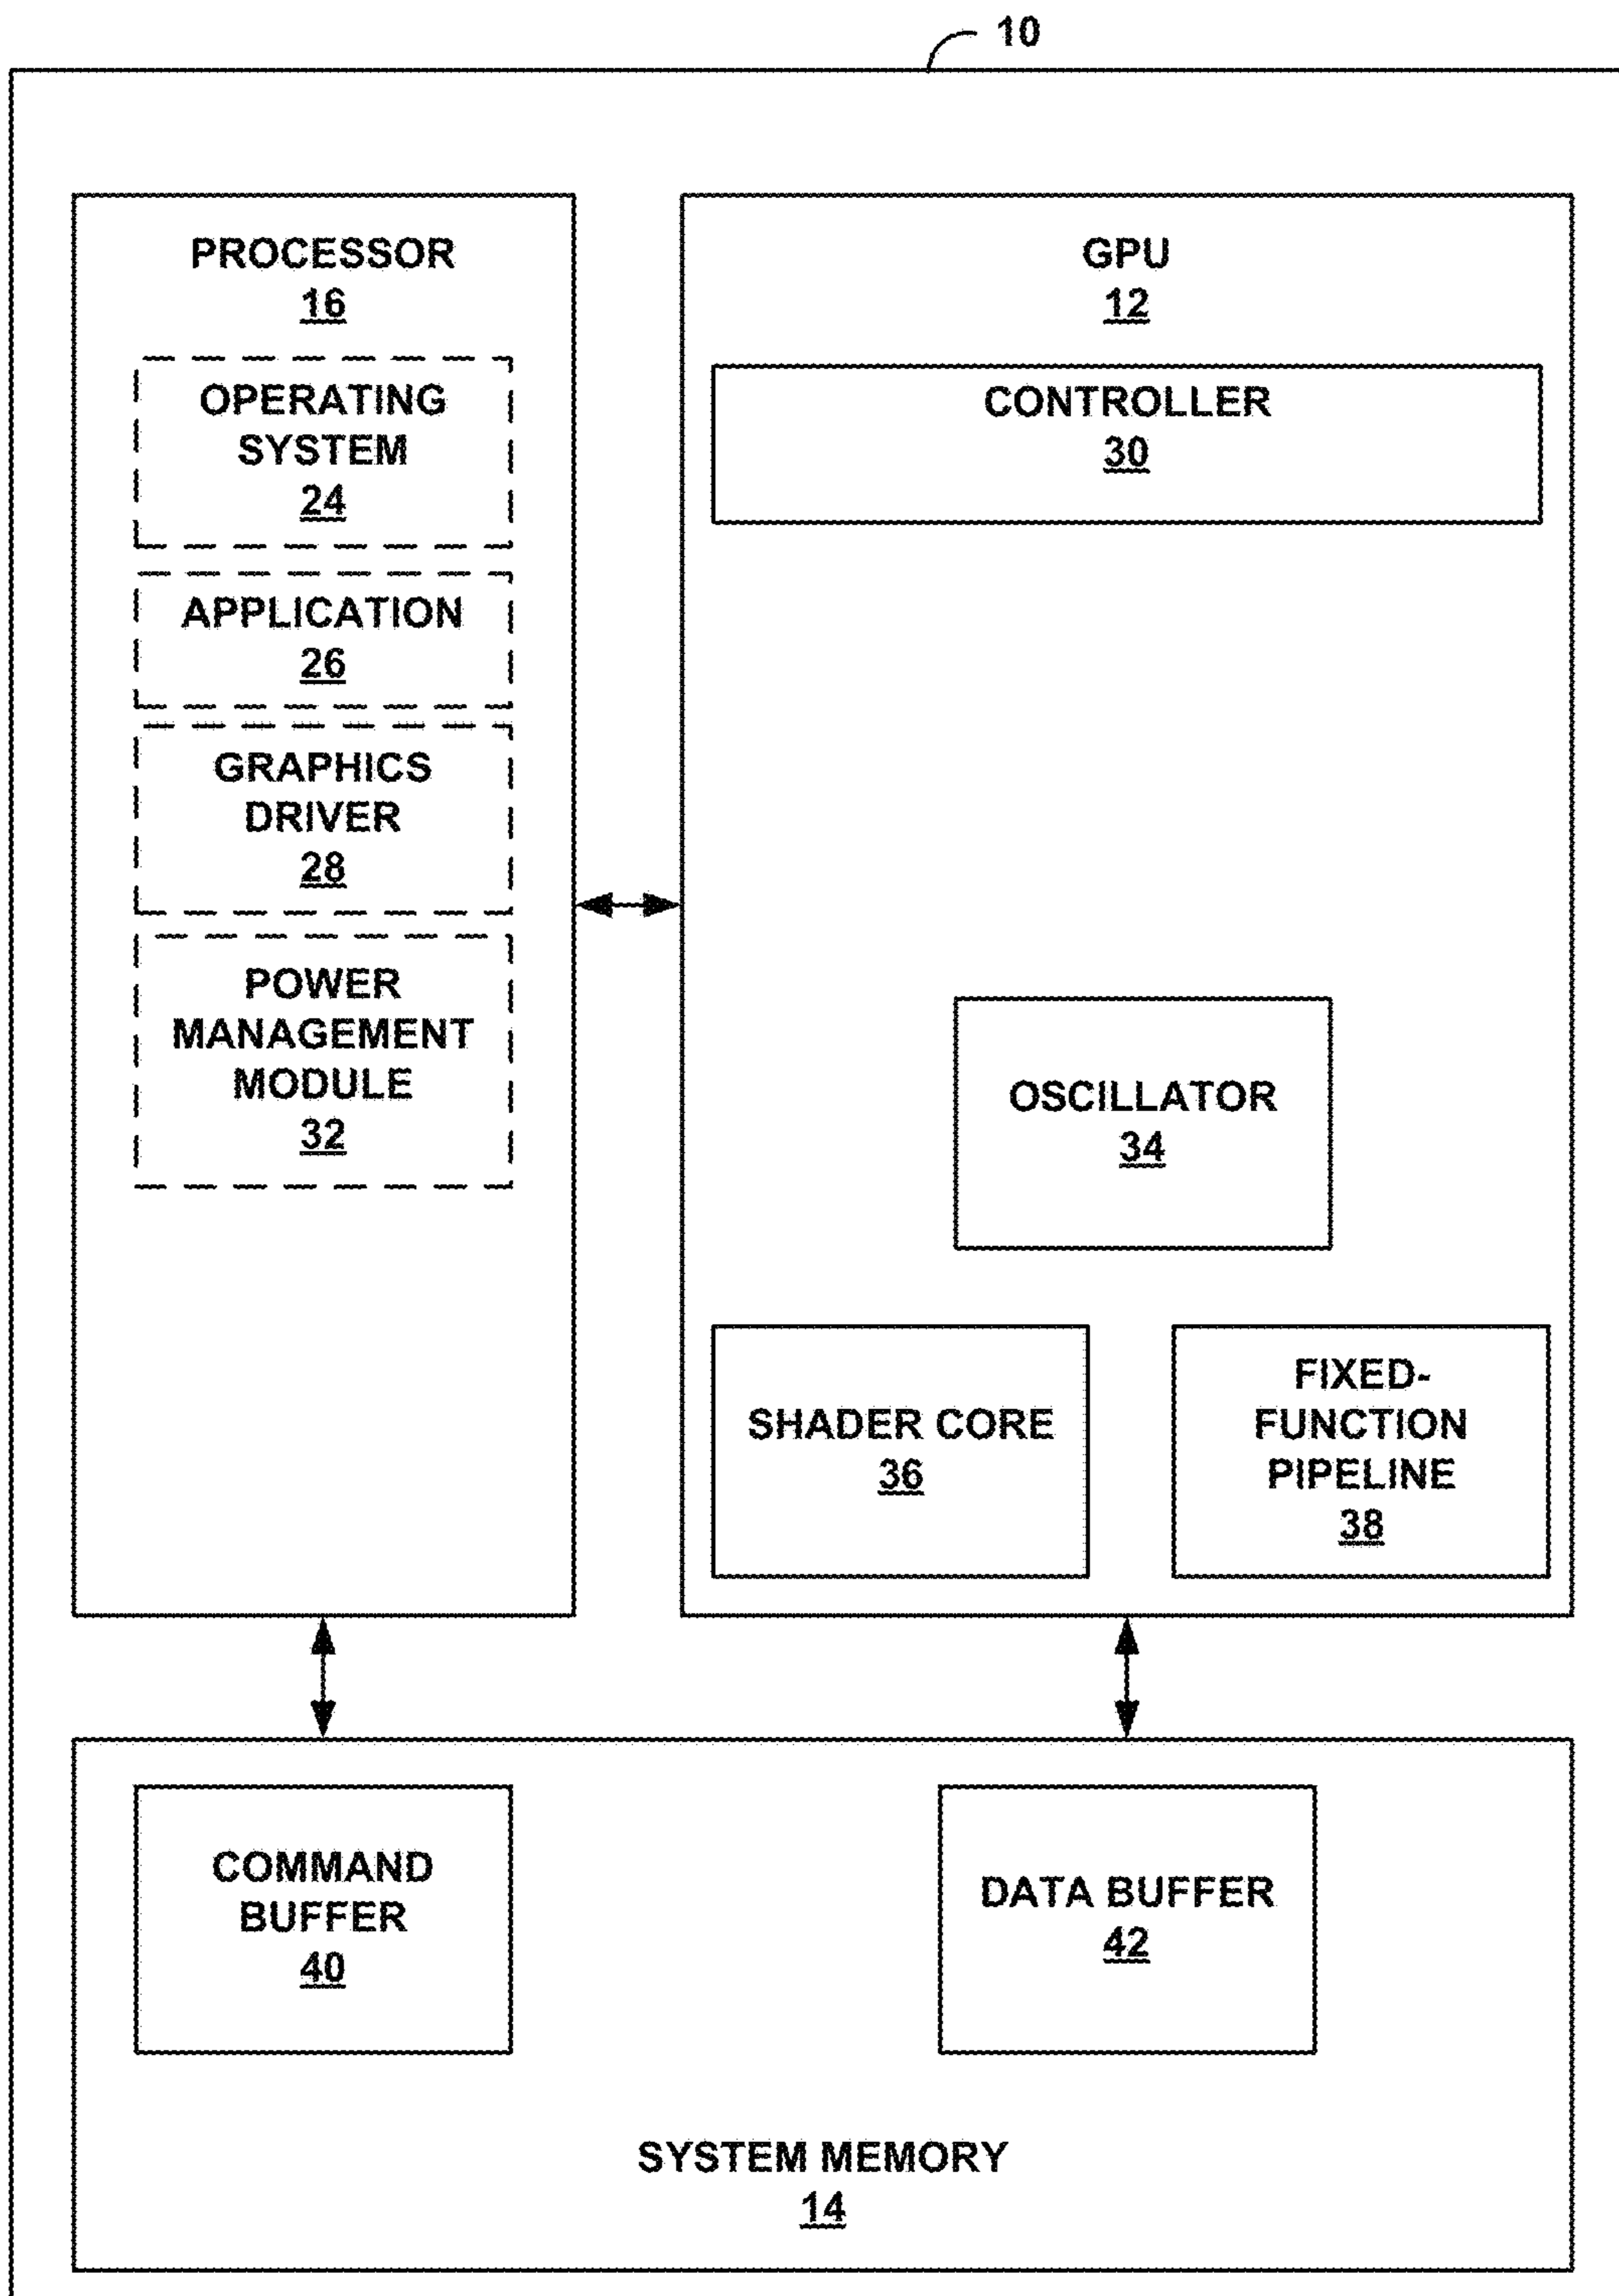 10
PROCESSOR
16
OPERATING
SYSTEM
24
APPLICATION
26
GRAPHICS
DRIVER
28
POWER
MANAGEMENT
MODULE
32
GPU
12
CONTROLLER
30
OSCILLATOR
34
SHADER CORE
36
FIXED-
FUNCTION
PIPELINE
38
COMMAND
BUFFER
40
DATA BUFFER
42
SYSTEM MEMORY
14